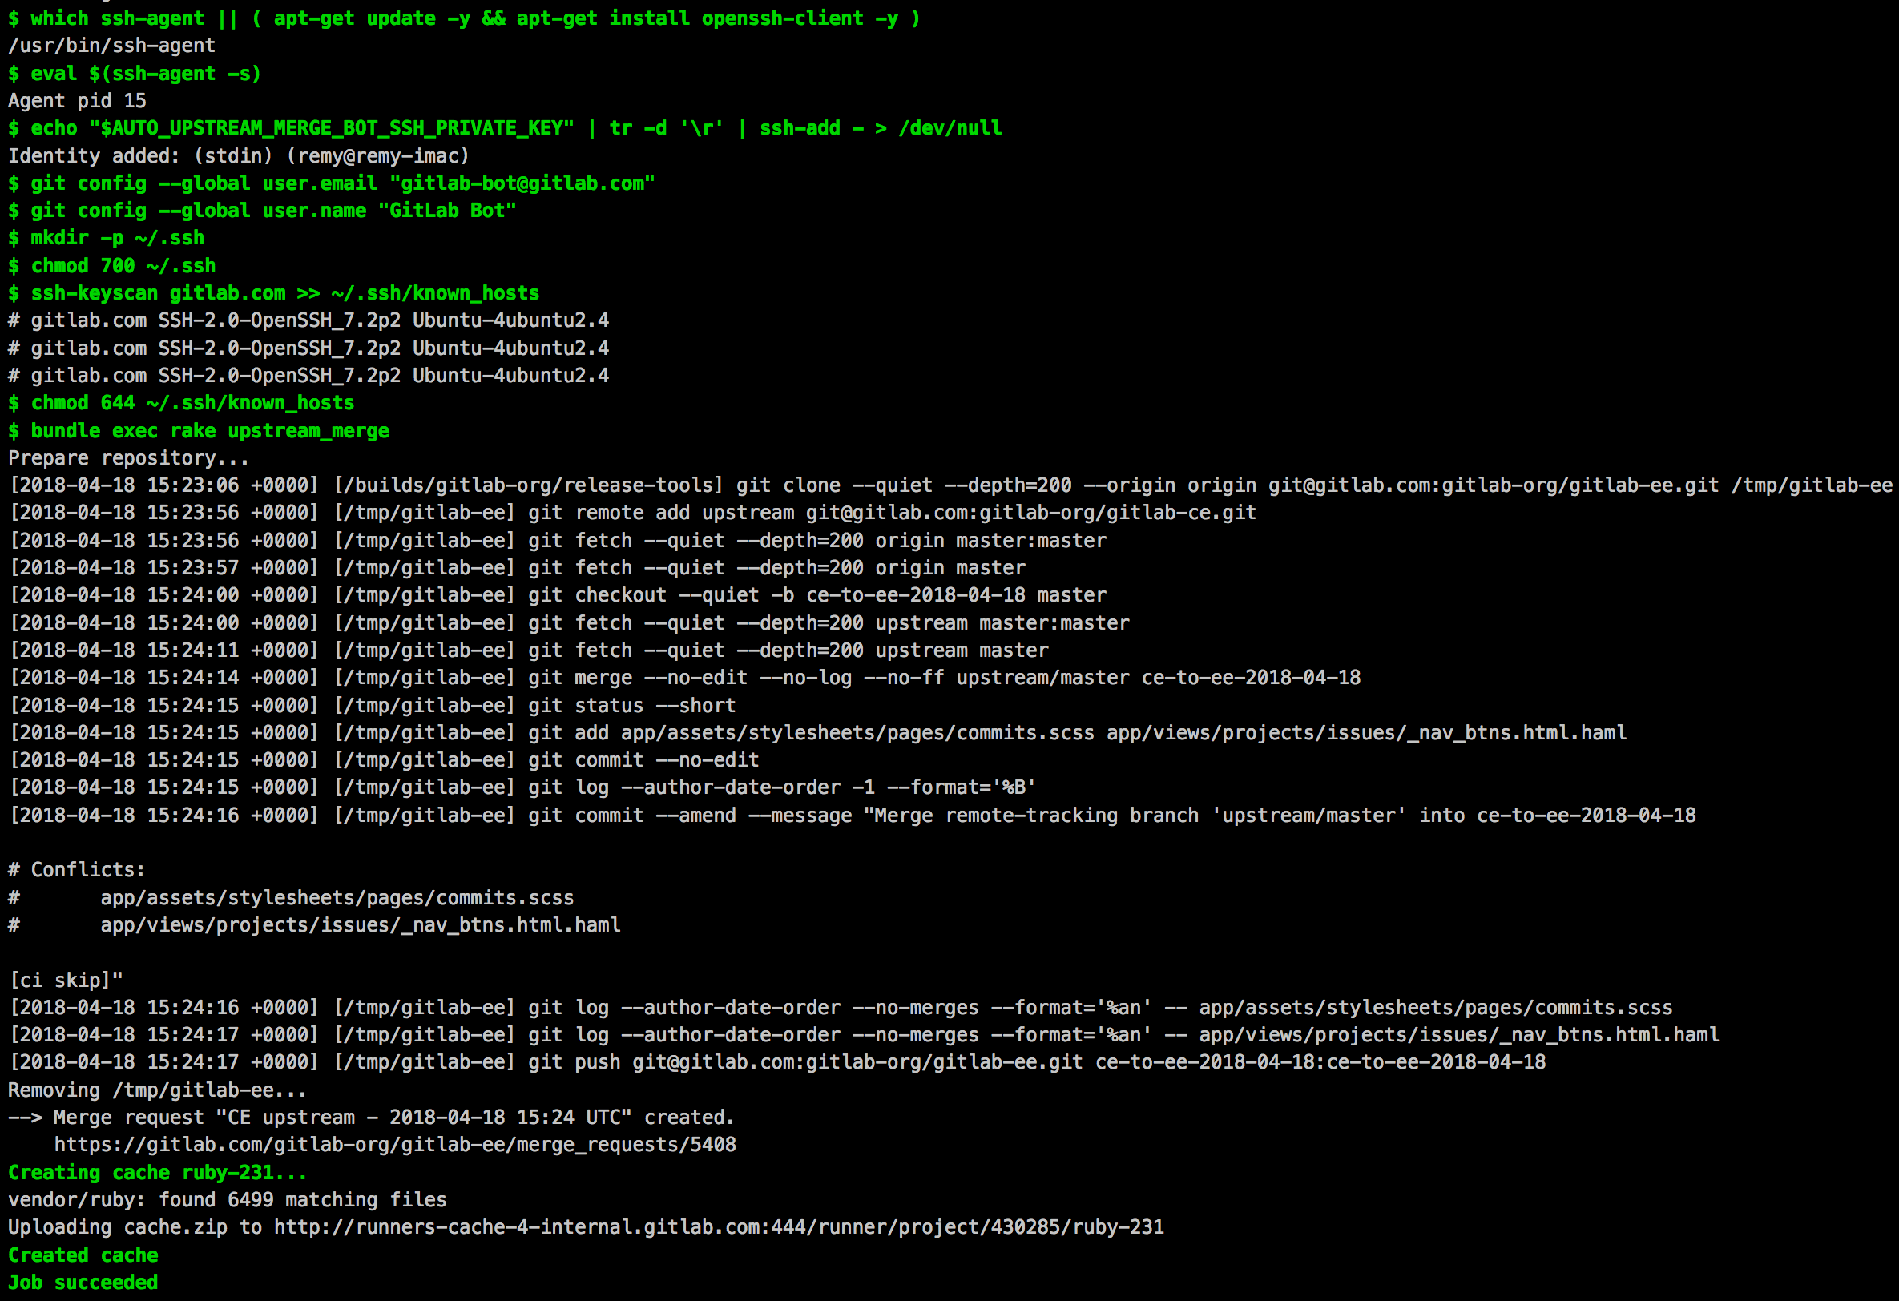 $ which ssh-agent || ( apt-get update -y && apt-get install openssh-client -y )
/usr/bin/ssh-agent
$ eval $(ssh-agent -s)
Agent pid 15
$ echo "$AUTO_UPSTREAM_MERGE_BOT_SSH_PRIVATE_KEY" | tr -d '\r' | ssh-add - > /dev/null
Identity added: (stdin) (remy@remy-imac)
$ git config --global user.email "gitlab-bot@gitlab.com"
$ git config --global user.name "GitLab Bot"
$ mkdir -p ~/.ssh
$ chmod 700 ~/.ssh
$ ssh-keyscan gitlab.com >> ~/.ssh/known_hosts
# gitlab.com SSH-2.0-OpenSSH_7.2p2 Ubuntu-4ubuntu2.4
# gitlab.com SSH-2.0-OpenSSH_7.2p2 Ubuntu-4ubuntu2.4
# gitlab.com SSH-2.0-OpenSSH_7.2p2 Ubuntu-4ubuntu2.4
$ chmod 644 ~/.ssh/known_hosts
$ bundle exec rake upstream_merge
Prepare repository...
[2018-04-18 15:23:06 +0000] [/builds/gitlab-org/release-tools] git clone --quiet --depth=200 --origin origin git@gitlab.com:gitlab-org/gitlab-ee.git /tmp/gitlab-ee
[2018-04-18 15:23:56 +0000] [/tmp/gitlab-ee] git remote add upstream git@gitlab.com:gitlab-org/gitlab-ce.git
[2018-04-18 15:23:56 +0000] [/tmp/gitlab-ee] git fetch --quiet --depth=200 origin master:master
[2018-04-18 15:23:57 +0000] [/tmp/gitlab-ee] git fetch --quiet --depth=200 origin master
[2018-04-18 15:24:00 +0000] [/tmp/gitlab-ee] git checkout --quiet -b ce-to-ee-2018-04-18 master
[2018-04-18 15:24:00 +0000] [/tmp/gitlab-ee] git fetch --quiet --depth=200 upstream master:master
[2018-04-18 15:24:11 +0000] [/tmp/gitlab-ee] git fetch --quiet --depth=200 upstream master
[2018-04-18 15:24:14 +0000] [/tmp/gitlab-ee] git merge --no-edit --no-log --no-ff upstream/master ce-to-ee-2018-04-18
[2018-04-18 15:24:15 +0000] [/tmp/gitlab-ee] git status --short
[2018-04-18 15:24:15 +0000] [/tmp/gitlab-ee] git add app/assets/stylesheets/pages/commits.scss app/views/projects/issues/_nav_btns.html.haml
[2018-04-18 15:24:15 +0000] [/tmp/gitlab-ee] git commit --no-edit
[2018-04-18 15:24:15 +0000] [/tmp/gitlab-ee] git log --author-date-order -1 --format='%B'
[2018-04-18 15:24:16 +0000] [/tmp/gitlab-ee] git commit --amend --message "Merge remote-tracking branch 'upstream/master' into ce-to-ee-2018-04-18
# Conflicts:
#       app/assets/stylesheets/pages/commits.scss
#       app/views/projects/issues/_nav_btns.html.haml
[ci skip]"
[2018-04-18 15:24:16 +0000] [/tmp/gitlab-ee] git log --author-date-order --no-merges --format='%an' -- app/assets/stylesheets/pages/commits.scss
[2018-04-18 15:24:17 +0000] [/tmp/gitlab-ee] git log --author-date-order --no-merges --format='%an' -- app/views/projects/issues/_nav_btns.html.haml
[2018-04-18 15:24:17 +0000] [/tmp/gitlab-ee] git push git@gitlab.com:gitlab-org/gitlab-ee.git ce-to-ee-2018-04-18:ce-to-ee-2018-04-18
Removing /tmp/gitlab-ee...
--> Merge request "CE upstream - 2018-04-18 15:24 UTC" created.
    https://gitlab.com/gitlab-org/gitlab-ee/merge_requests/5408
Creating cache ruby-231...
vendor/ruby: found 6499 matching files
Uploading cache.zip to http://runners-cache-4-internal.gitlab.com:444/runner/project/430285/ruby-231
Created cache
Job succeeded